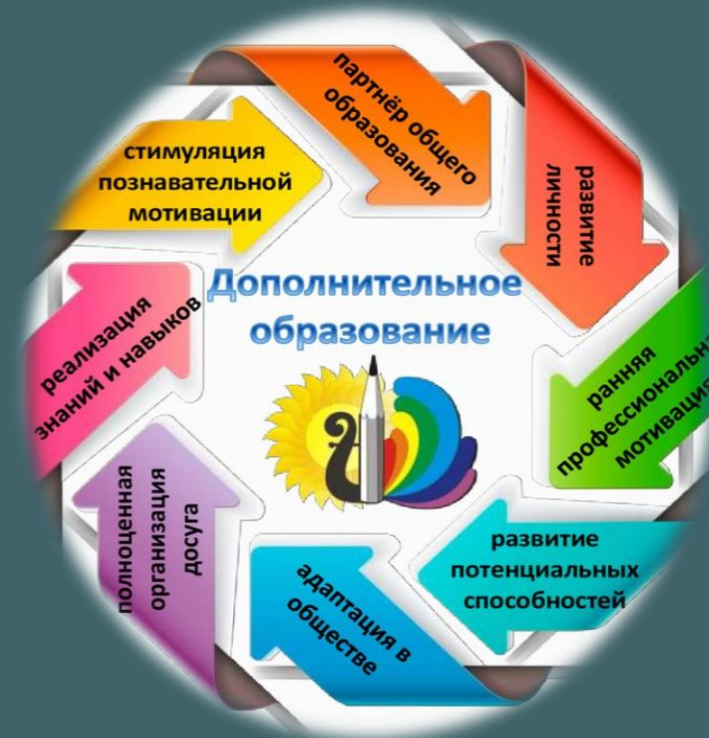 Дополнительное
образование
партнёр общего
образования
развитие
личности
ранняя
мотивация
развитие
потенциальных
способностей
адаптация в
обществе
полноценная
организация
досуга
реализация
знаний и навыков
стимуляция
познавательной
мотивации